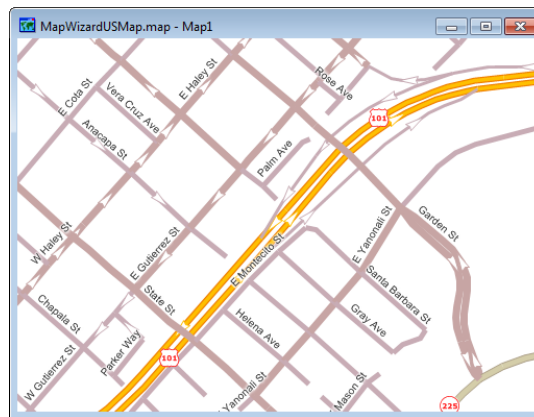 MapWizardUSMap.map - Map1
E Cota St
Vera Cruz Ave
E Haley St
Rose Ave
101
Anacapa St
Palm Ave
W Haley St
E Gutierrez St
E Montecito St
E Yanonali St
Garden St
State St
Santa Barbara St
Chapala St
Parker Way
Helena Ave
Gray Ave
101
W Gutierrez St
E Yanonali St
E Mason St
225